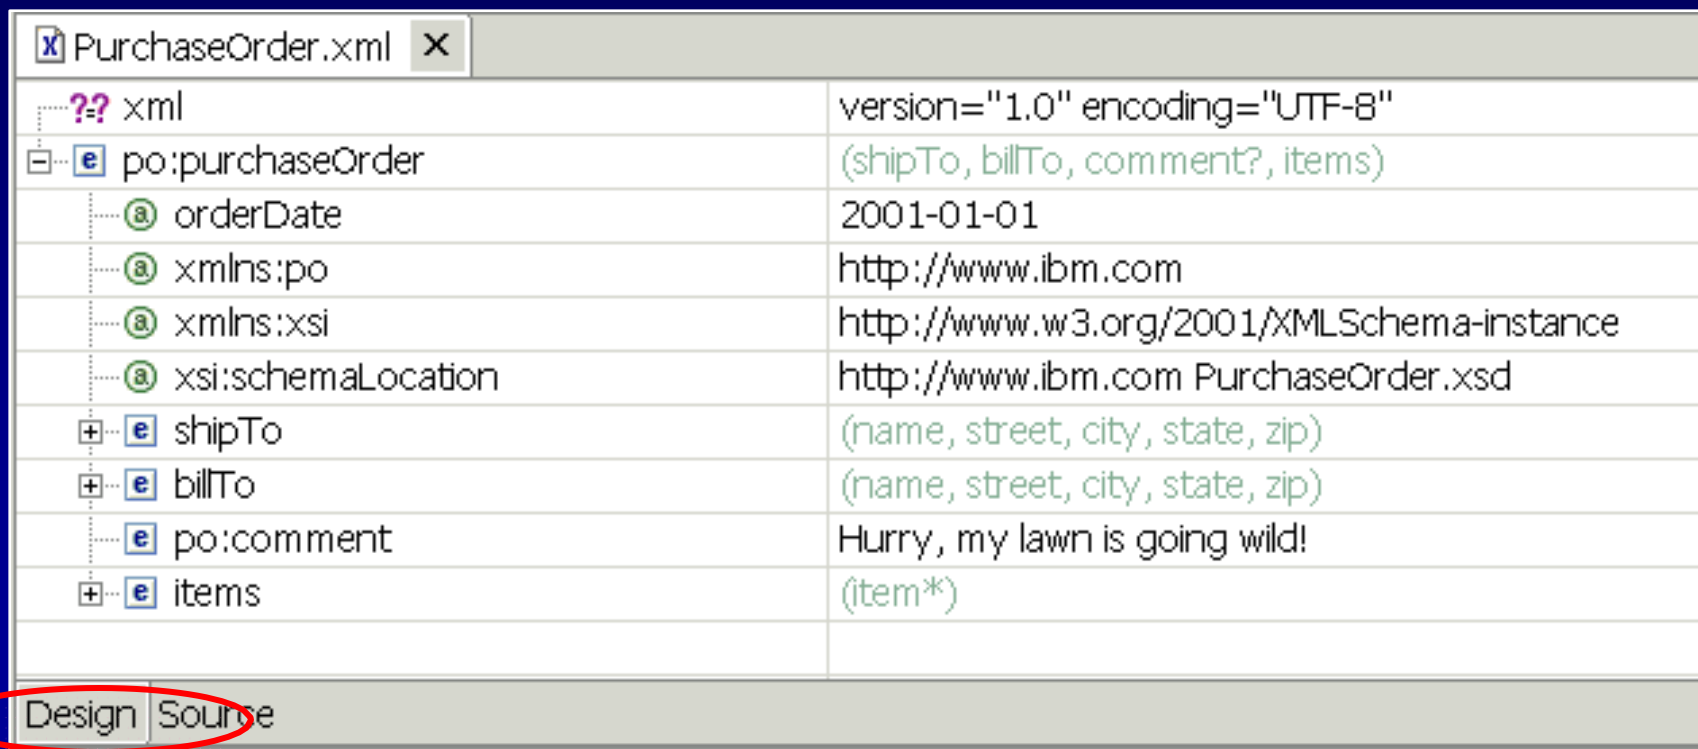 PurchaseOrder.xml
?=? xml version="1.0" encoding="UTF-8"
e po:purchaseOrder (shipTo, billTo, comment?, items)
a orderDate 2001-01-01
a xmlns:po http://www.ibm.com
a xmlns:xsi http://www.w3.org/2001/XMLSchema-instance
a xsi:schemaLocation http://www.ibm.com PurchaseOrder.xsd
e shipTo (name, street, city, state, zip)
e billTo (name, street, city, state, zip)
e po:comment Hurry, my lawn is going wild!
e items (item*)
Design Source